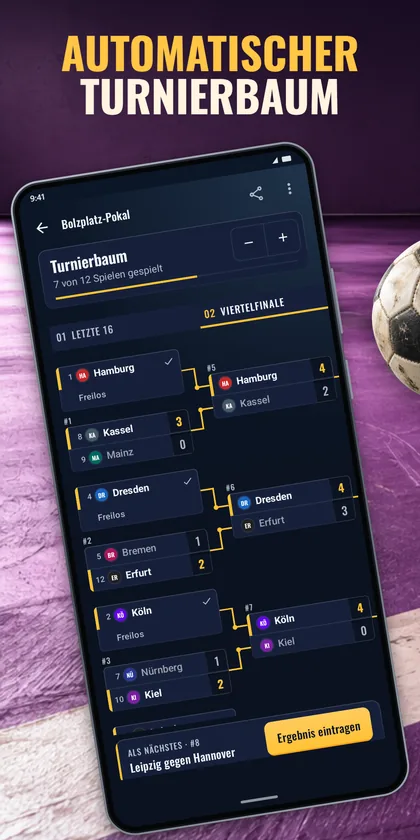 AUTOMATISCHER
TURNIERBAUM
9:41
Bolzplatz-Pokal
Turnierbaum
7 von 12 Spielen gespielt
− +
01 LETZTE 16
02 VIERTELFINALE
1 HA Hamburg
Freilos
#5
HA Hamburg 4
KA Kassel 2
#1
8 KA Kassel 3
9 MA Mainz 0
4 DR Dresden
Freilos
#6
DR Dresden 4
ER Erfurt 3
#2
5 BR Bremen 1
12 ER Erfurt 2
2 KÖ Köln
Freilos
#7
KÖ Köln 4
KI Kiel 0
#3
7 NÜ Nürnberg 1
10 KI Kiel 2
ALS NÄCHSTES · #8
Leipzig gegen Hannover
Ergebnis eintragen